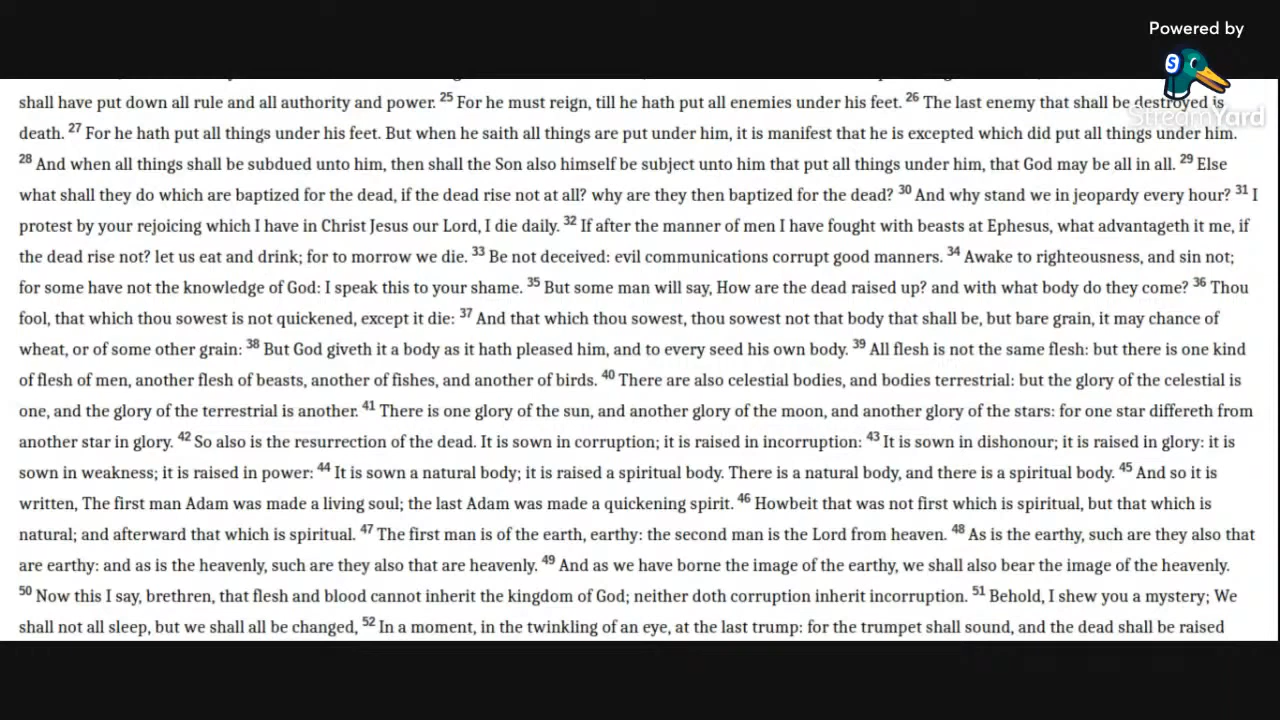 Powered by
StreamYard
shall have put down all rule and all authority and power. 25 For he must reign, till he hath put all enemies under his feet. 26 The last enemy that shall be destroyed is
death. 27 For he hath put all things under his feet. But when he saith all things are put under him, it is manifest that he is excepted which did put all things under him.
28 And when all things shall be subdued unto him, then shall the Son also himself be subject unto him that put all things under him, that God may be all in all. 29 Else
what shall they do which are baptized for the dead, if the dead rise not at all? why are they then baptized for the dead? 30 And why stand we in jeopardy every hour? 31 I
protest by your rejoicing which I have in Christ Jesus our Lord, I die daily. 32 If after the manner of men I have fought with beasts at Ephesus, what advantageth it me, if
the dead rise not? let us eat and drink; for to morrow we die. 33 Be not deceived: evil communications corrupt good manners. 34 Awake to righteousness, and sin not;
for some have not the knowledge of God: I speak this to your shame. 35 But some man will say, How are the dead raised up? and with what body do they come? 36 Thou
fool, that which thou sowest is not quickened, except it die: 37 And that which thou sowest, thou sowest not that body that shall be, but bare grain, it may chance of
wheat, or of some other grain: 38 But God giveth it a body as it hath pleased him, and to every seed his own body. 39 All flesh is not the same flesh: but there is one kind
of flesh of men, another flesh of beasts, another of fishes, and another of birds. 40 There are also celestial bodies, and bodies terrestrial: but the glory of the celestial is
one, and the glory of the terrestrial is another. 41 There is one glory of the sun, and another glory of the moon, and another glory of the stars: for one star differeth from
another star in glory. 42 So also is the resurrection of the dead. It is sown in corruption; it is raised in incorruption: 43 It is sown in dishonour; it is raised in glory: it is
sown in weakness; it is raised in power: 44 It is sown a natural body; it is raised a spiritual body. There is a natural body, and there is a spiritual body. 45 And so it is
written, The first man Adam was made a living soul; the last Adam was made a quickening spirit. 46 Howbeit that was not first which is spiritual, but that which is
natural; and afterward that which is spiritual. 47 The first man is of the earth, earthy: the second man is the Lord from heaven. 48 As is the earthy, such are they also that
are earthy: and as is the heavenly, such are they also that are heavenly. 49 And as we have borne the image of the earthy, we shall also bear the image of the heavenly.
50 Now this I say, brethren, that flesh and blood cannot inherit the kingdom of God; neither doth corruption inherit incorruption. 51 Behold, I shew you a mystery; We
shall not all sleep, but we shall all be changed, 52 In a moment, in the twinkling of an eye, at the last trump: for the trumpet shall sound, and the dead shall be raised